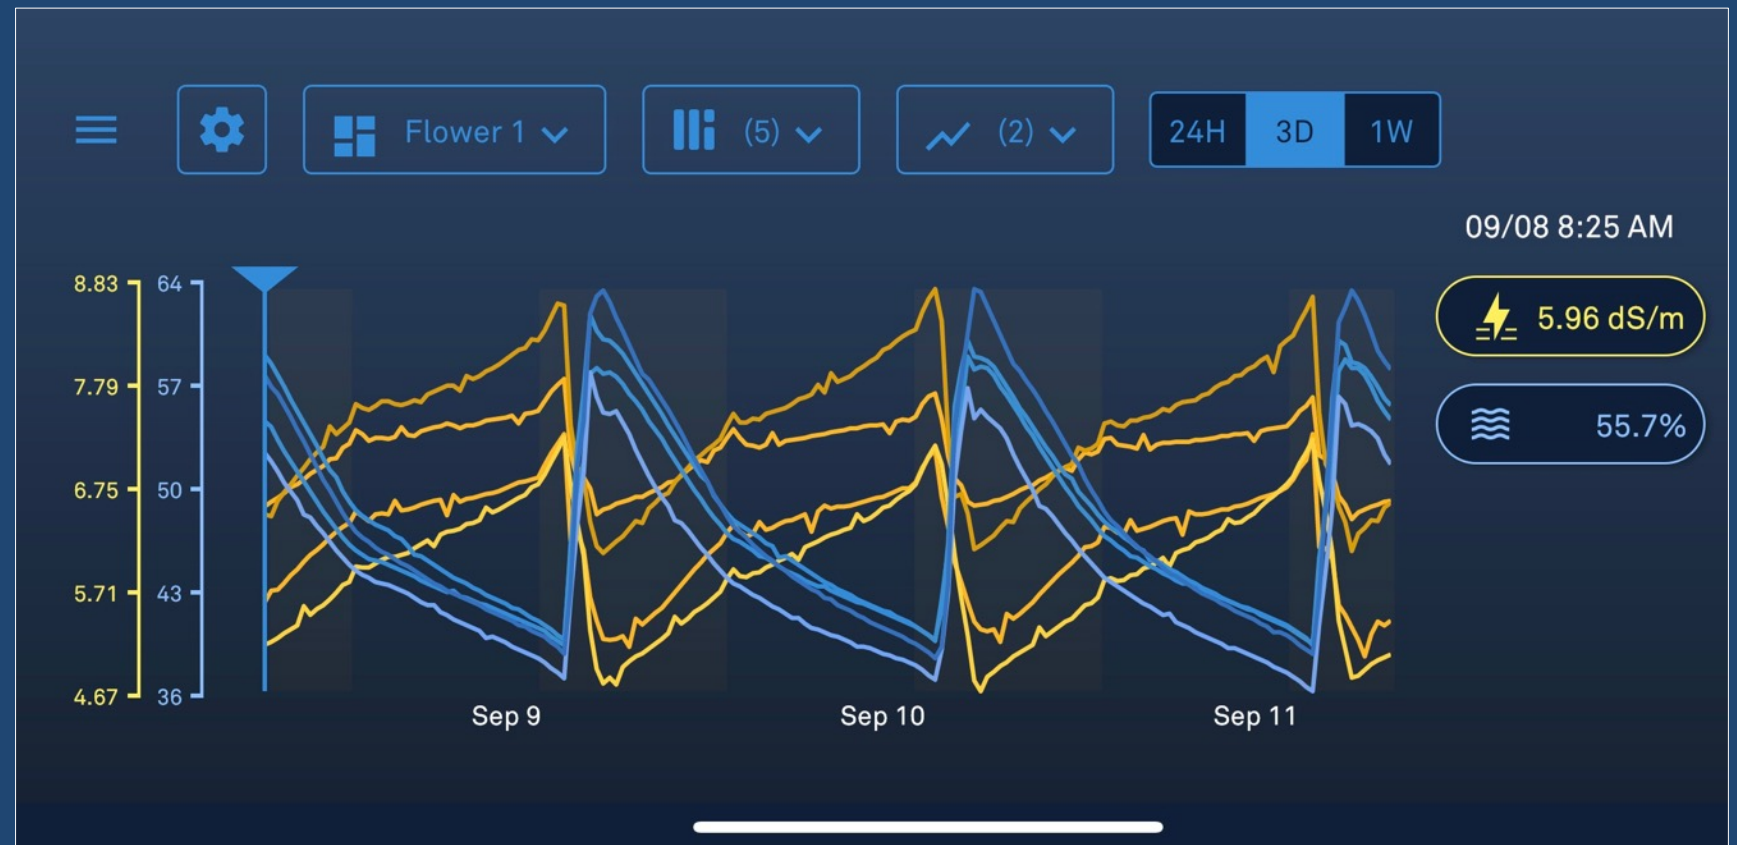 Flower 1 (5) (2) 24H 3D 1W
09/08 8:25 AM
8.83 64
5.96 dS/m
7.79 57
55.7%
6.75 50
5.71 43
4.67 36
Sep 9 Sep 10 Sep 11